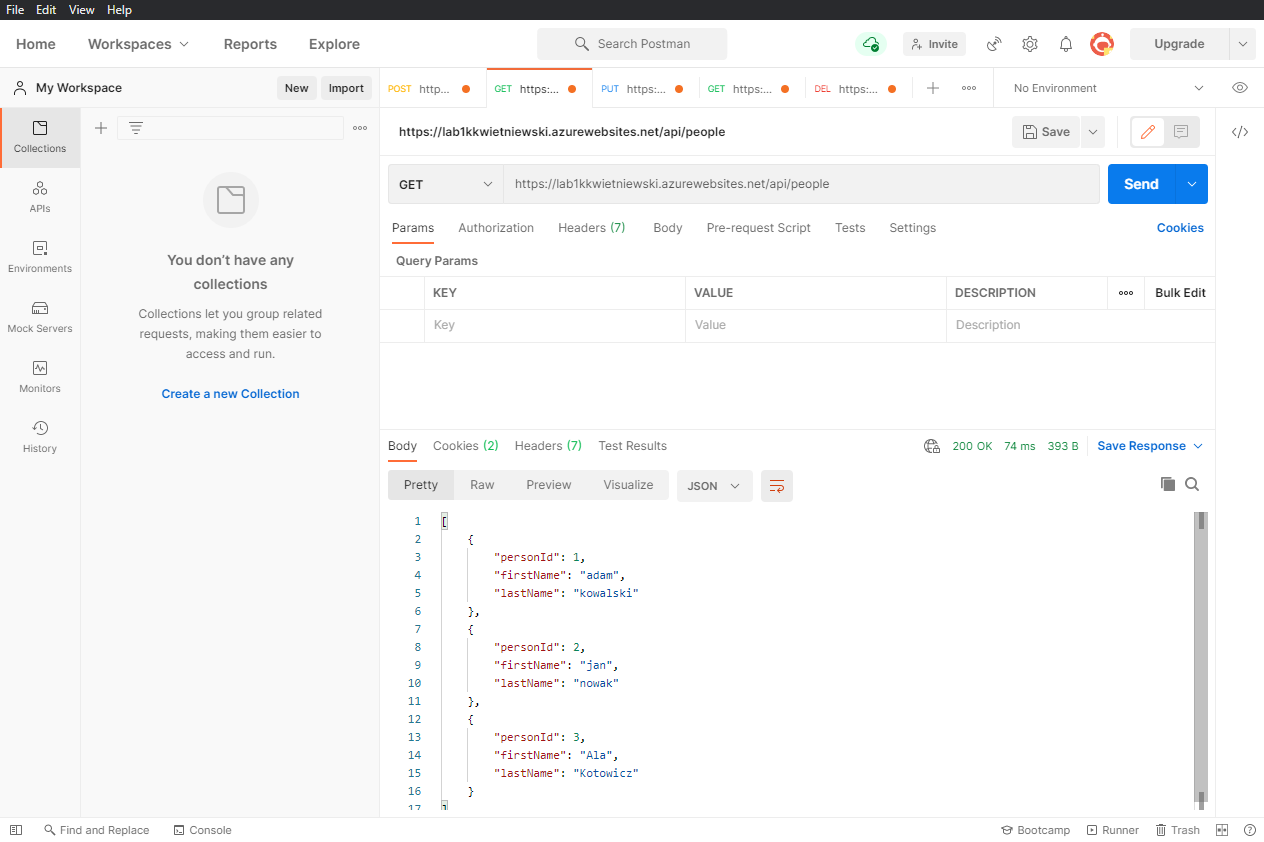 File Edit View Help
Home Workspaces Reports Explore Search Postman Invite Upgrade
My Workspace New Import POST http... GET https:... PUT https:... GET https:... DEL https:... No Environment
Collections
APIs
Environments
Mock Servers
Monitors
History
You don't have any
collections
Collections let you group related
requests, making them easier to
access and run.
Create a new Collection
https://lab1kkwietniewski.azurewebsites.net/api/people Save
GET https://lab1kkwietniewski.azurewebsites.net/api/people Send
Params Authorization Headers (7) Body Pre-request Script Tests Settings Cookies
Query Params
KEY VALUE DESCRIPTION Bulk Edit
Key Value Description
Body Cookies (2) Headers (7) Test Results 200 OK 74 ms 393 B Save Response
Pretty Raw Preview Visualize JSON
1 [
2 {
3 "personId": 1,
4 "firstName": "adam",
5 "lastName": "kowalski"
6 },
7 {
8 "personId": 2,
9 "firstName": "jan",
10 "lastName": "nowak"
11 },
12 {
13 "personId": 3,
14 "firstName": "Ala",
15 "lastName": "Kotowicz"
16 }
17 ]
Find and Replace Console Bootcamp Runner Trash